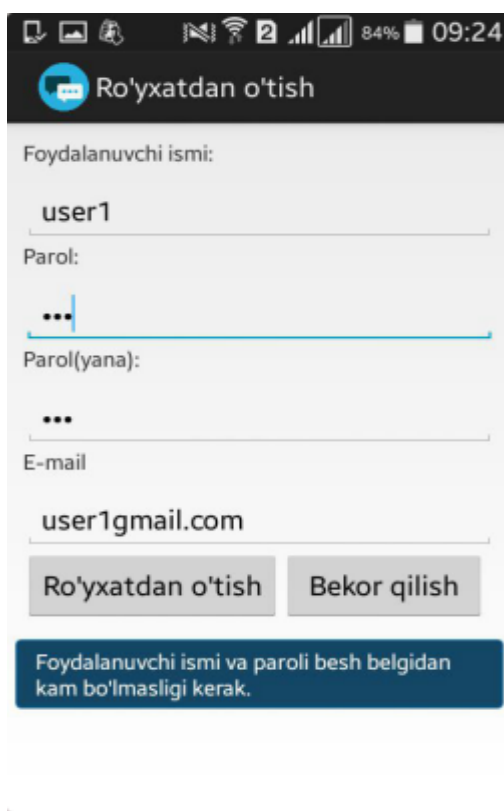 2 84% 09:24
Ro'yxatdan o'tish
Foydalanuvchi ismi:
user1
Parol:
•••
Parol(yana):
•••
E-mail
user1gmail.com
Ro'yxatdan o'tish Bekor qilish
Foydalanuvchi ismi va paroli besh belgidan
kam bo'lmasligi kerak.